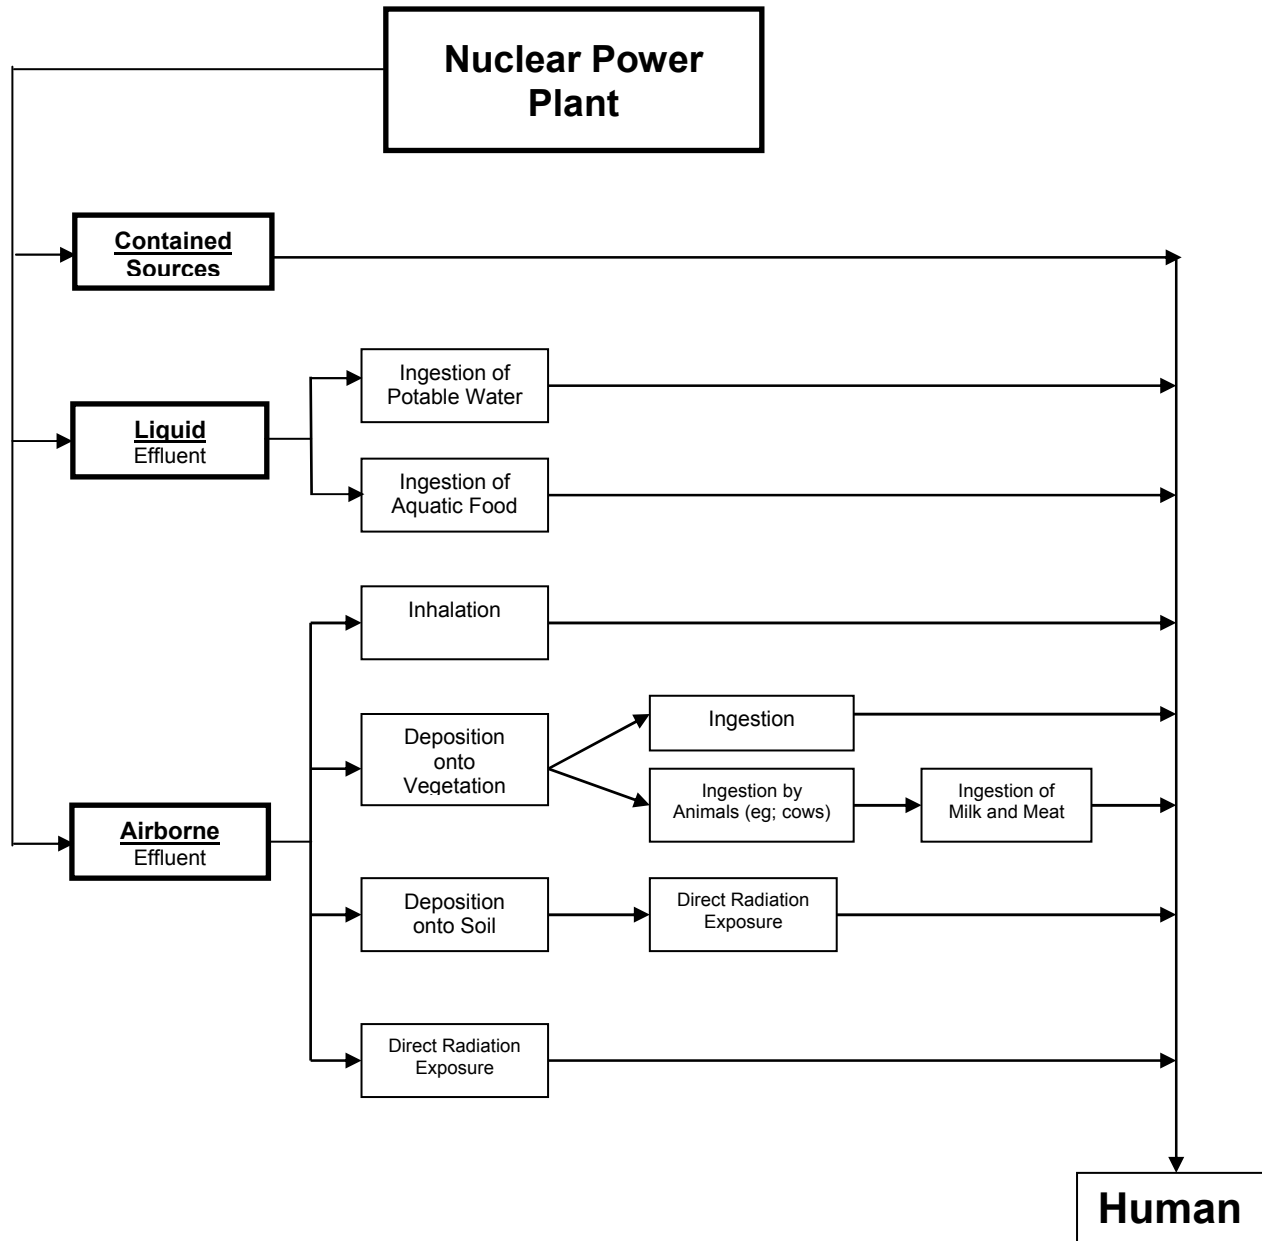 Nuclear Power
Plant
Contained
Sources
Ingestion of
Potable Water
Liquid
Effluent
Ingestion of
Aquatic Food
Inhalation
Deposition
onto
Vegetation
Ingestion
Ingestion by
Animals (eg; cows)
Ingestion of
Milk and Meat
Airborne
Effluent
Deposition
onto Soil
Direct Radiation
Exposure
Direct Radiation
Exposure
Human